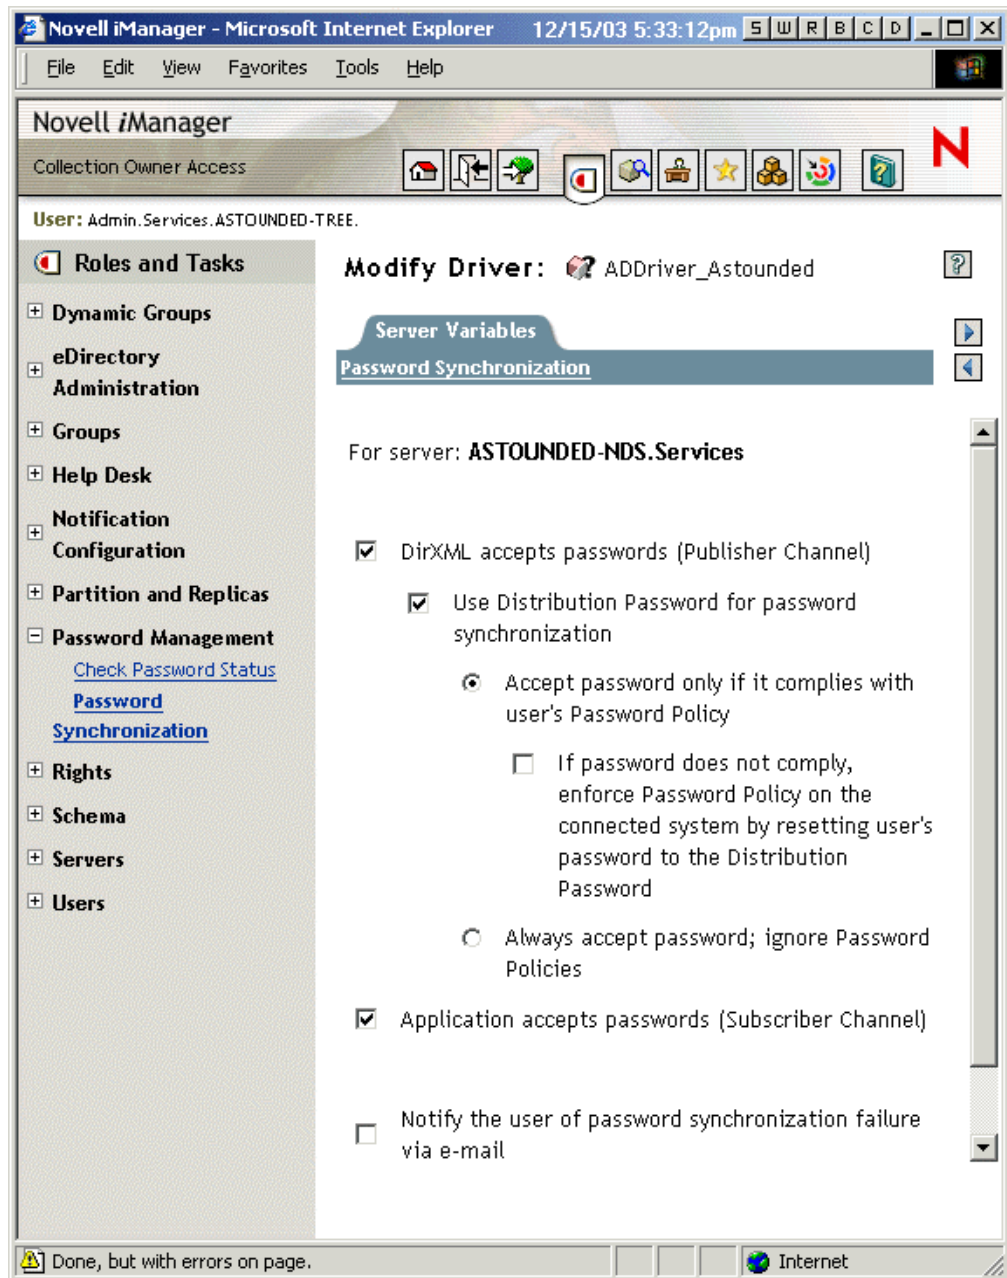 Novell iManager - Microsoft Internet Explorer 12/15/03 5:33:12pm S W R B C D
File Edit View Favorites Tools Help
Novell iManager
Collection Owner Access
N
User: Admin.Services.ASTOUNDED-TREE.
Roles and Tasks
Dynamic Groups
eDirectory
Administration
Groups
Help Desk
Notification
Configuration
Partition and Replicas
Password Management
Check Password Status
Password
Synchronization
Rights
Schema
Servers
Users
Modify Driver: ADDriver_Astounded ?
Server Variables
Password Synchronization
For server: ASTOUNDED-NDS.Services
DirXML accepts passwords (Publisher Channel)
Use Distribution Password for password
synchronization
Accept password only if it complies with
user's Password Policy
If password does not comply,
enforce Password Policy on the
connected system by resetting user's
password to the Distribution
Password
Always accept password; ignore Password
Policies
Application accepts passwords (Subscriber Channel)
Notify the user of password synchronization failure
via e-mail
Done, but with errors on page. Internet